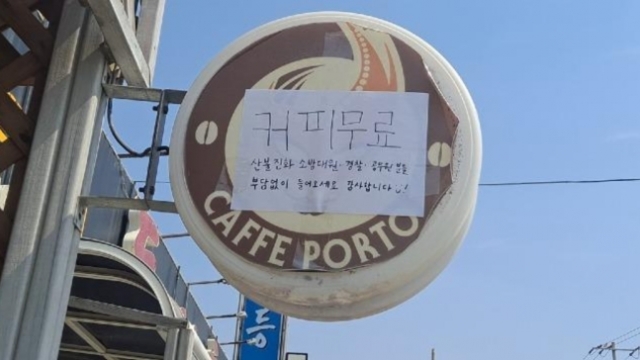 커피무료
산불진화 소방대원·경찰·공무원 분들
부담없이 들어오세요 감사합니다
CAFFE PORTO
등